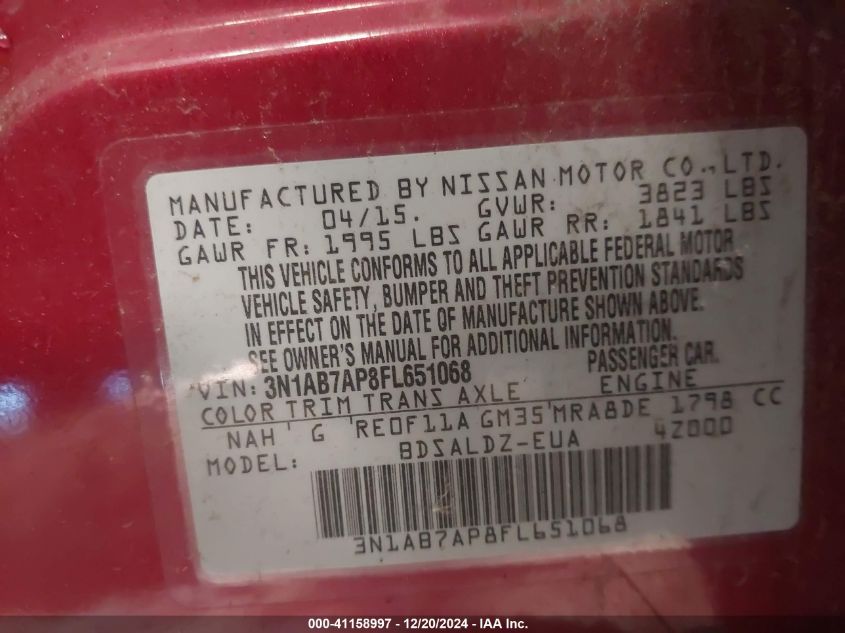 MANUFACTURED BY NISSAN MOTOR CO.,LTD.
DATE: 04/15. GVWR: 3823 LBS
GAWR FR: 1995 LBS GAWR RR: 1841 LBS
THIS VEHICLE CONFORMS TO ALL APPLICABLE FEDERAL MOTOR
VEHICLE SAFETY, BUMPER AND THEFT PREVENTION STANDARDS
IN EFFECT ON THE DATE OF MANUFACTURE SHOWN ABOVE.
SEE OWNER'S MANUAL FOR ADDITIONAL INFORMATION.
VIN: 3N1AB7AP8FL651068 PASSENGER CAR.
COLOR TRIM TRANS AXLE ENGINE
NAH G RE0F11A GM35 MRA8DE 1798 CC
MODEL: BDSALDZ-EUA 4Z000
3N1AB7AP8FL651068
000-41158997 - 12/20/2024 - IAA Inc.